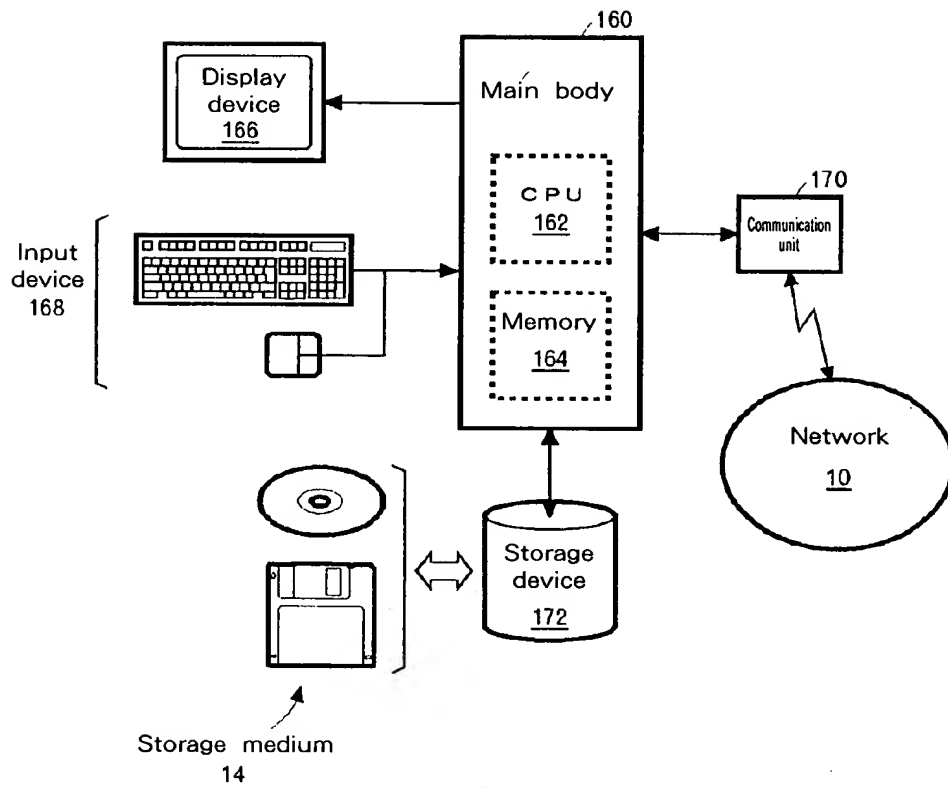 160
Display
device
166
Main body
CPU
162
170
Communication
unit
Input
device
168
Memory
164
Network
10
Storage
device
172
Storage medium
14